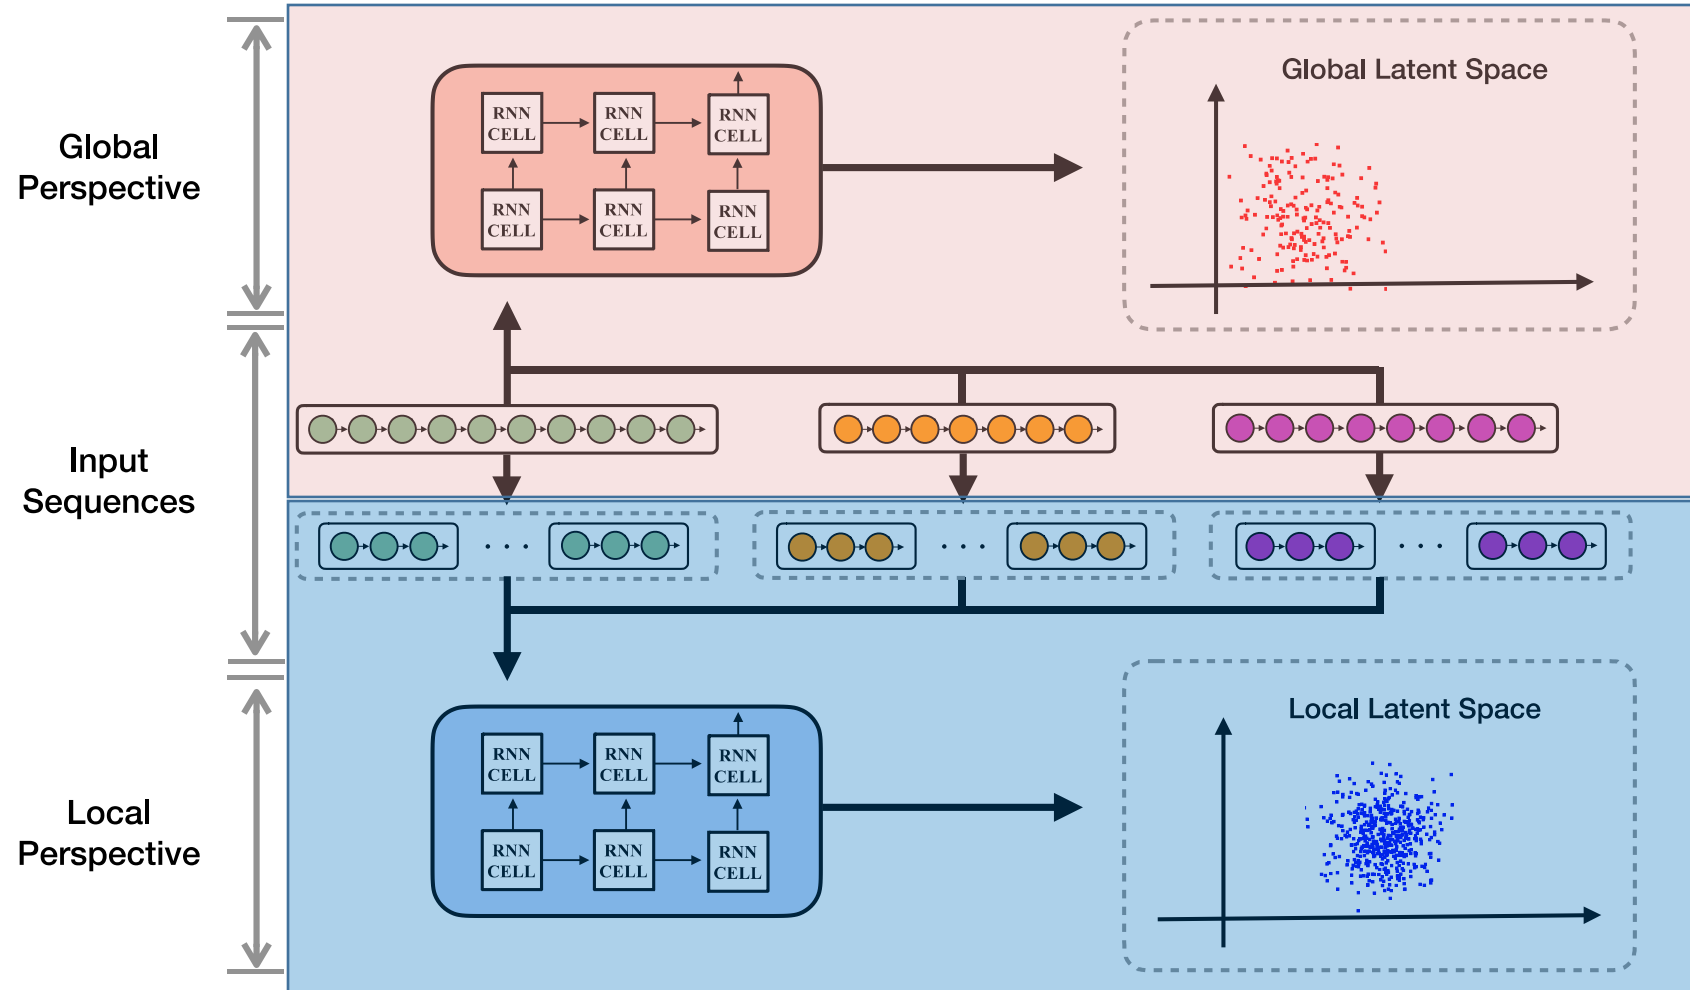 Global
Perspective
RNN
CELL
RNN
CELL
RNN
CELL
RNN
CELL
RNN
CELL
RNN
CELL
Global Latent Space
Input
Sequences
. . .
. . .
. . .
Local
Perspective
RNN
CELL
RNN
CELL
RNN
CELL
RNN
CELL
RNN
CELL
RNN
CELL
Local Latent Space